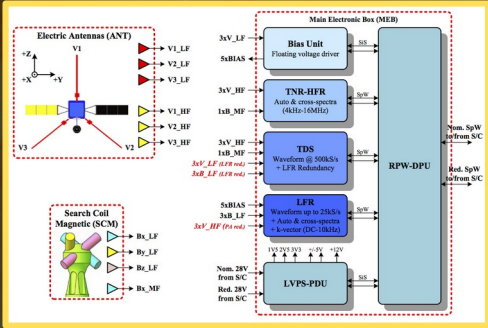 Electric Antennas (ANT)
+Z
+X
+Y
V1
V3
V2
V1_LF
V2_LF
V3_LF
V1_HF
V2_HF
V3_HF
Search Coil
Magnetic (SCM)
Bx_LF
By_LF
Bz_LF
Bx_MF
Main Electronic Box (MEB)
3xV_LF
5xBIAS
Bias Unit
Floating voltage driver
SiS
3xV_HF
1xB_MF
TNR-HFR
Auto & cross-spectra
(4kHz-16MHz)
SpW
3xV_HF
1xB_MF
3xV_LF (LFR red.)
3xB_LF (LFR red.)
TDS
Waveform @ 500kS/s
+ LFR Redundancy
SpW
5xBIAS
3xB_LF
3xV_HF (PA red.)
LFR
Waveform up to 25kS/s
+ Auto & cross-spectra
+ k-vector (DC-10kHz)
SpW
1V5 2V5 3V3 +/-5V +12V
Nom. 28V
from S/C
Red. 28V
from S/C
LVPS-PDU
SiS
RPW-DPU
Nom. SpW
to/from S/C
Red. SpW
to/from S/C